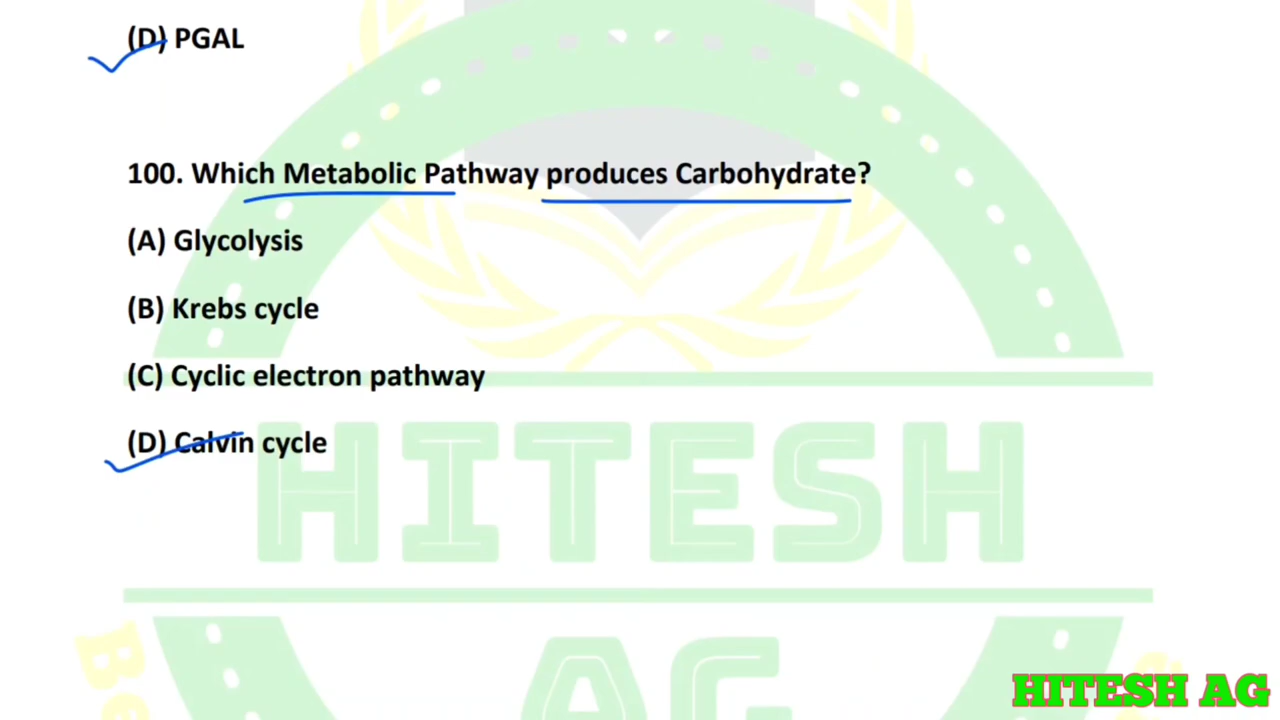 (D) PGAL
100. Which Metabolic Pathway produces Carbohydrate?
(A) Glycolysis
(B) Krebs cycle
(C) Cyclic electron pathway
(D) Calvin cycle
HITESH
AG
Be
HITESH AG